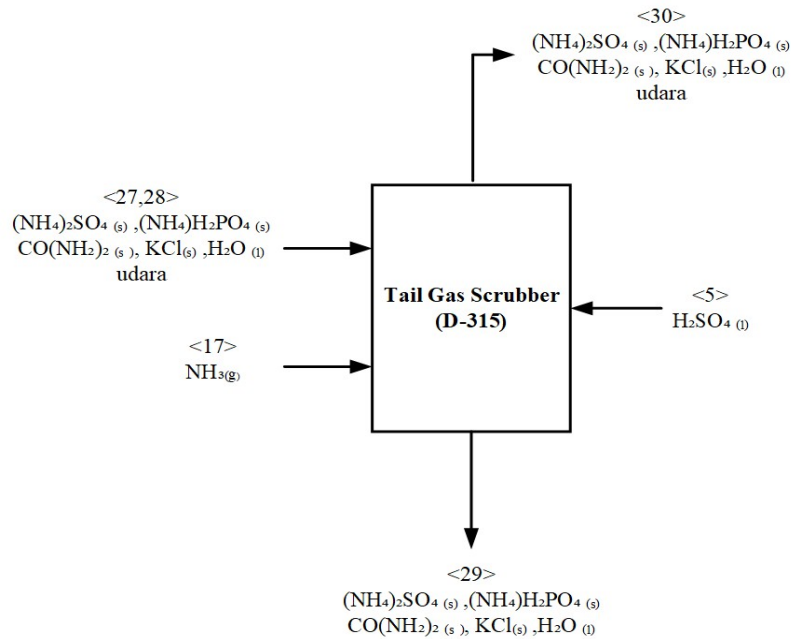 <30>
(NH₄)₂SO₄ (s) ,(NH₄)H₂PO₄ (s)
CO(NH₂)₂ (s ), KCl(s) ,H₂O (l)
udara
<27,28>
(NH₄)₂SO₄ (s) ,(NH₄)H₂PO₄ (s)
CO(NH₂)₂ (s ), KCl(s) ,H₂O (l)
udara
<17>
NH₃(g)
Tail Gas Scrubber
(D-315)
<5>
H₂SO₄ (l)
<29>
(NH₄)₂SO₄ (s) ,(NH₄)H₂PO₄ (s)
CO(NH₂)₂ (s ), KCl(s) ,H₂O (l)